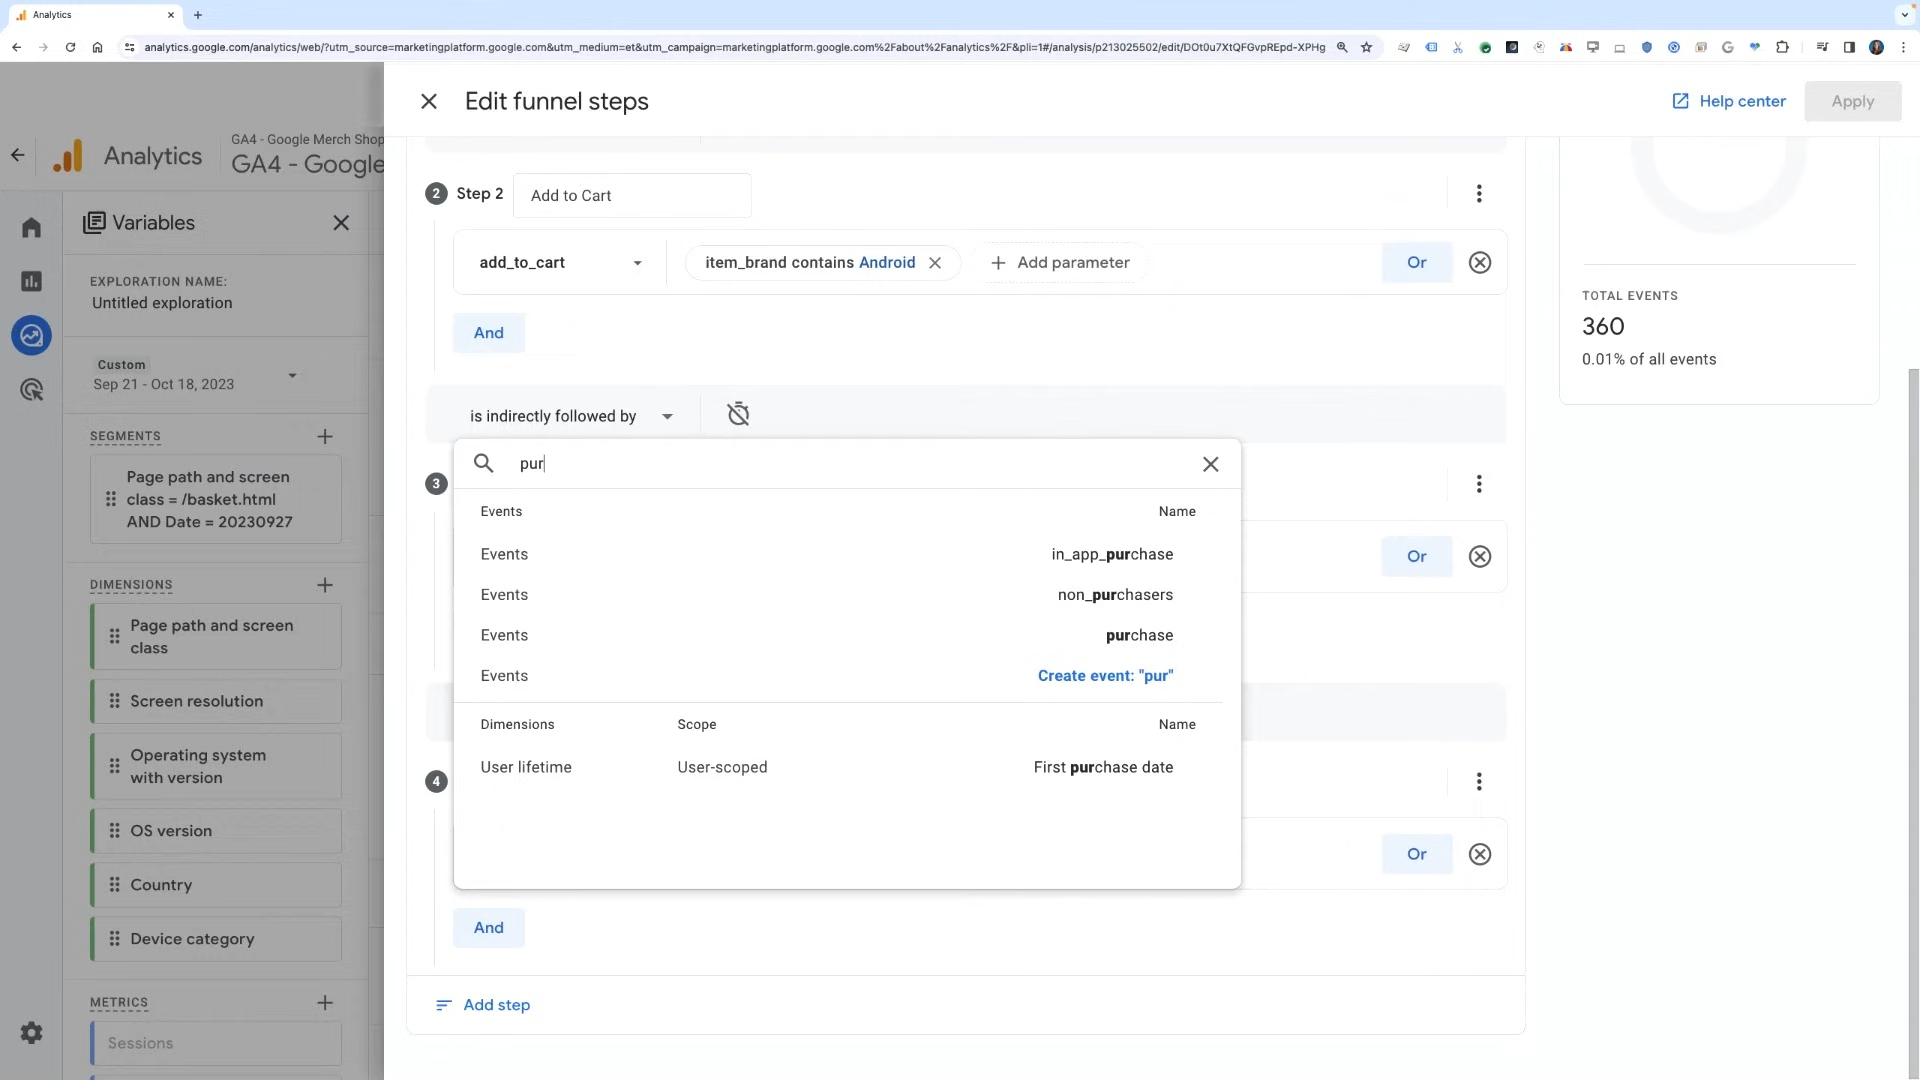 Analytics
analytics.google.com/analytics/web/?utm_source=marketingplatform.google.com&utm_medium=et&utm_campaign=marketingplatform.google.com%2Fabout%2Fanalytics%2F&pli=1#/analysis/p213025502/edit/DOt0u7XtQFGvpREpd-XPHg
Edit funnel steps
Help center
Apply
GA4 - Google Merch Shop
Analytics
GA4 - Google
Variables
EXPLORATION NAME:
Untitled exploration
Custom
Sep 21 - Oct 18, 2023
SEGMENTS
Page path and screen
class = /basket.html
AND Date = 20230927
DIMENSIONS
Page path and screen
class
Screen resolution
Operating system
with version
OS version
Country
Device category
METRICS
Sessions
2
Step 2
Add to Cart
add_to_cart
item_brand contains Android
Add parameter
Or
And
is indirectly followed by
3
pur
Events
Name
Events
in_app_purchase
Events
non_purchasers
Events
purchase
Events
Create event: "pur"
Dimensions
Scope
Name
User lifetime
User-scoped
First purchase date
Or
4
Or
And
Add step
TOTAL EVENTS
360
0.01% of all events